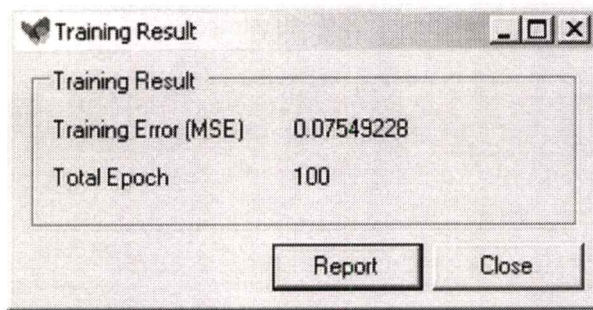 Training Result
Training Result
Training Error (MSE) 0.07549228
Total Epoch 100
Report Close